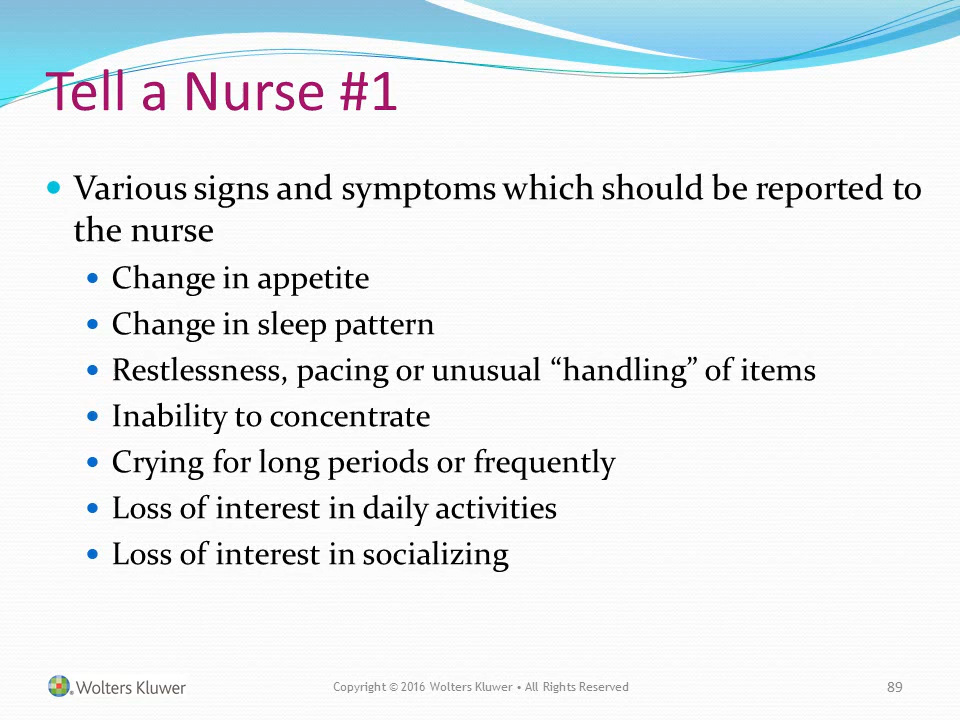 Tell a Nurse #1
• Various signs and symptoms which should be reported to
the nurse
• Change in appetite
• Change in sleep pattern
• Restlessness, pacing or unusual “handling” of items
• Inability to concentrate
• Crying for long periods or frequently
• Loss of interest in daily activities
• Loss of interest in socializing
Wolters Kluwer
Copyright © 2016 Wolters Kluwer • All Rights Reserved
89